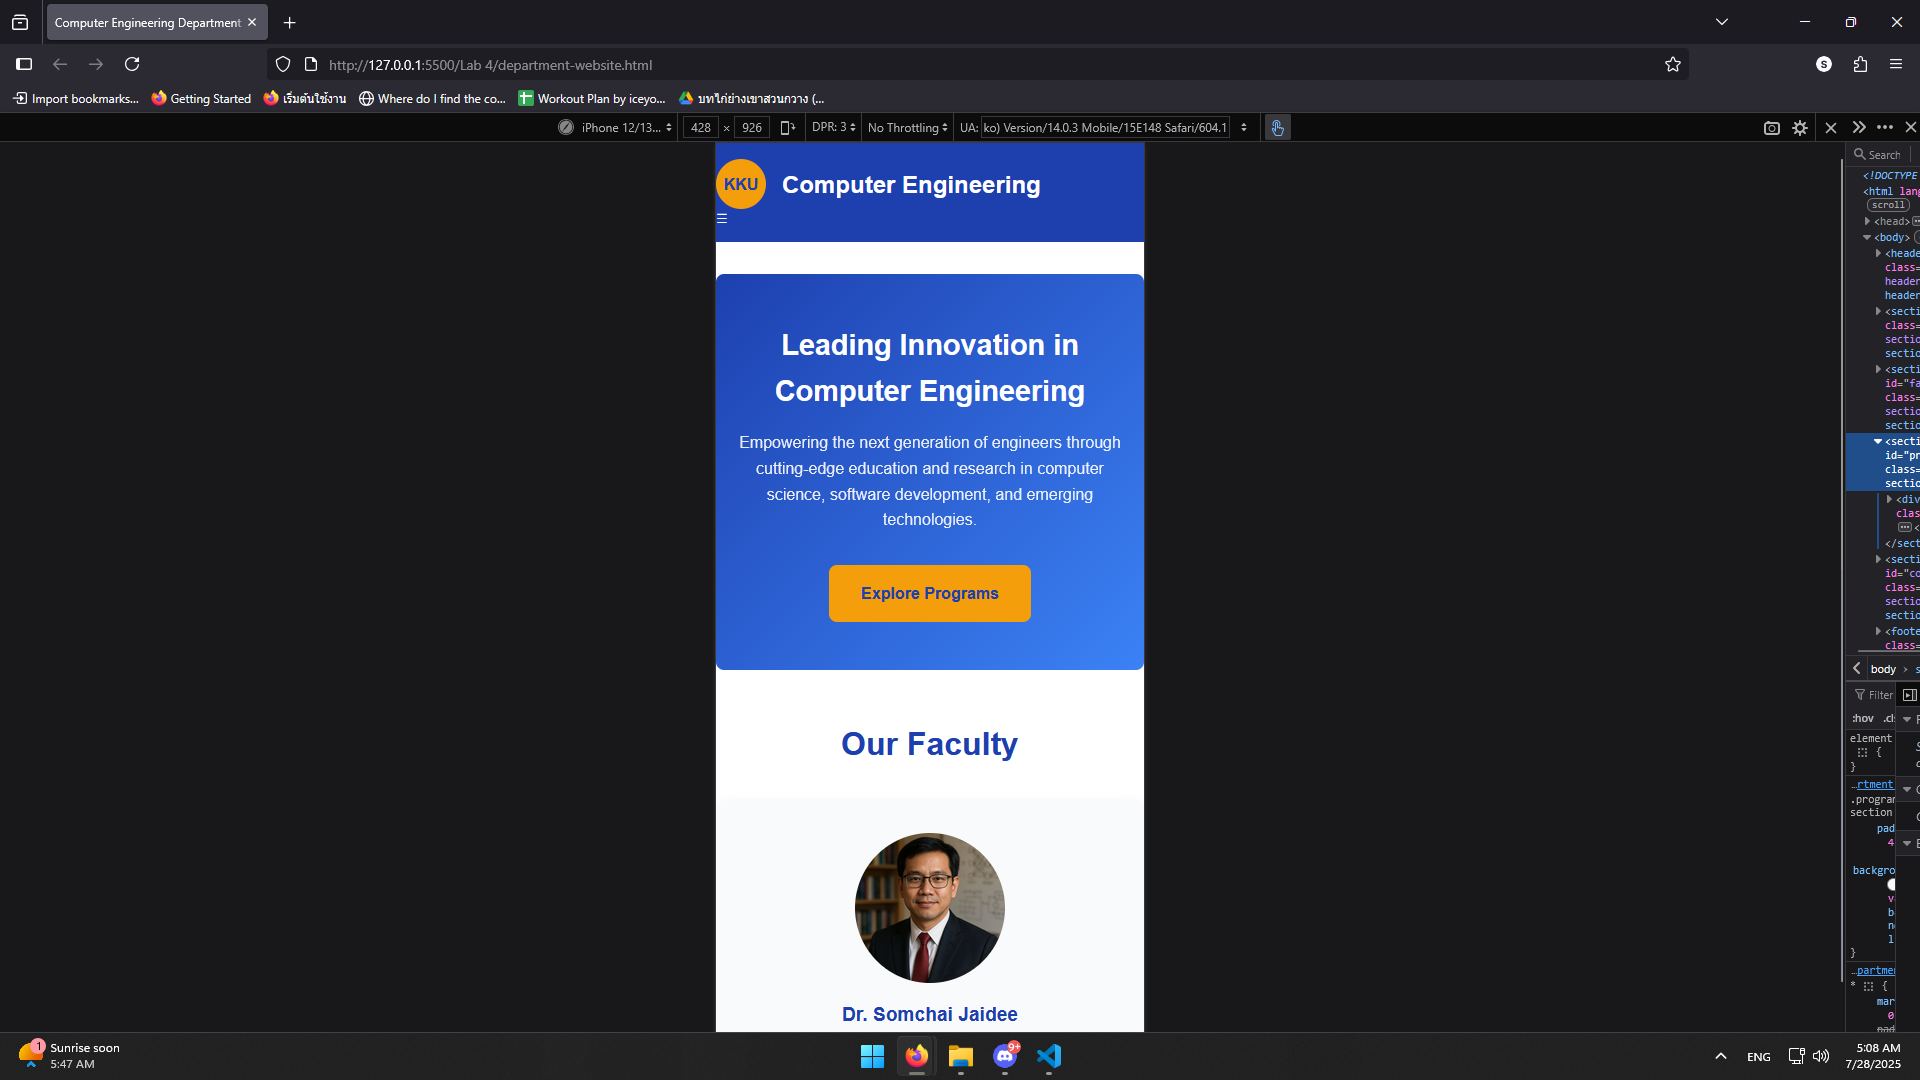 Computer Engineering Department
http://127.0.0.1:5500/Lab 4/department-website.html
S
Import bookmarks...
Getting Started
เริ่มต้นใช้งาน
Where do I find the co...
Workout Plan by iceyo...
บทไก่ย่างเขาสวนกวาง (...
iPhone 12/13...
428 × 926
DPR: 3
No Throttling
UA: ko) Version/14.0.3 Mobile/15E148 Safari/604.1
KKU
Computer Engineering
☰
Leading Innovation in
Computer Engineering
Empowering the next generation of engineers through
cutting-edge education and research in computer
science, software development, and emerging
technologies.
Explore Programs
Our Faculty
Dr. Somchai Jaidee
Search
<!DOCTYPE
<html lang
scroll
<head>
<body>
<heade
class=
header
header
<secti
class=
sectio
sectio
<secti
id="fa
class=
sectio
sectio
<secti
id="pr
class=
sectio
<div
clas
<
</sect
<secti
id="co
class=
sectio
sectio
<foote
class=
body > s
Filter
:hov .cl
element
{
}
…rtment
.program
section
pad
4
backgro
v
b
n
l
}
…partme
* {
mar
0
pad
1
Sunrise soon
5:47 AM
9+
ENG
5:08 AM
7/28/2025